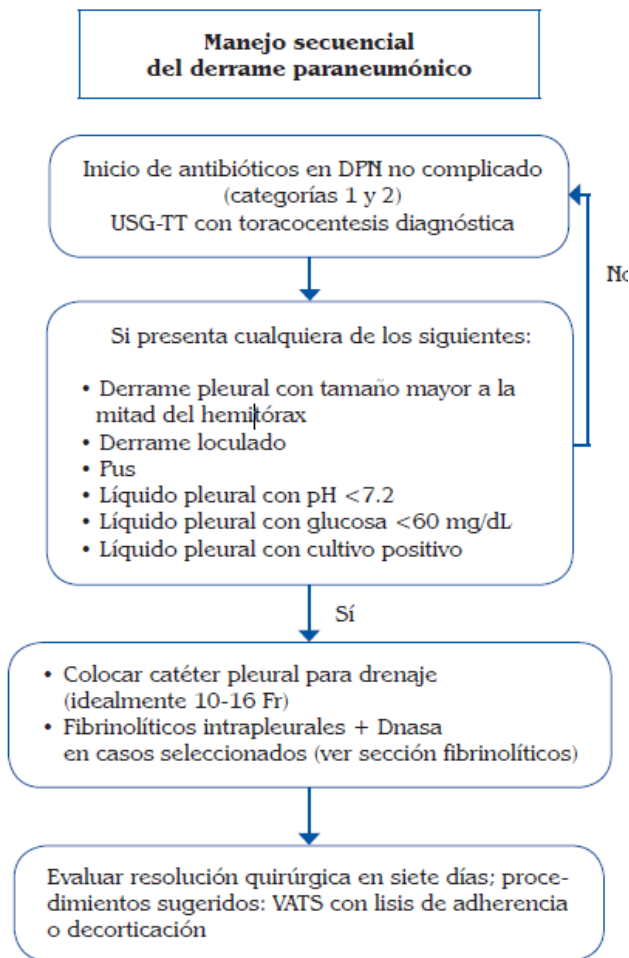 Manejo secuencial
del derrame paraneumónico
Inicio de antibióticos en DPN no complicado
(categorías 1 y 2)
USG-TT con toracocentesis diagnóstica
No
Si presenta cualquiera de los siguientes:
• Derrame pleural con tamaño mayor a la
mitad del hemitórax
• Derrame loculado
• Pus
• Líquido pleural con pH <7.2
• Líquido pleural con glucosa <60 mg/dL
• Líquido pleural con cultivo positivo
Sí
• Colocar catéter pleural para drenaje
(idealmente 10-16 Fr)
• Fibrinolíticos intrapleurales + Dnasa
en casos seleccionados (ver sección fibrinolíticos)
Evaluar resolución quirúrgica en siete días; proce-
dimientos sugeridos: VATS con lisis de adherencia
o decorticación